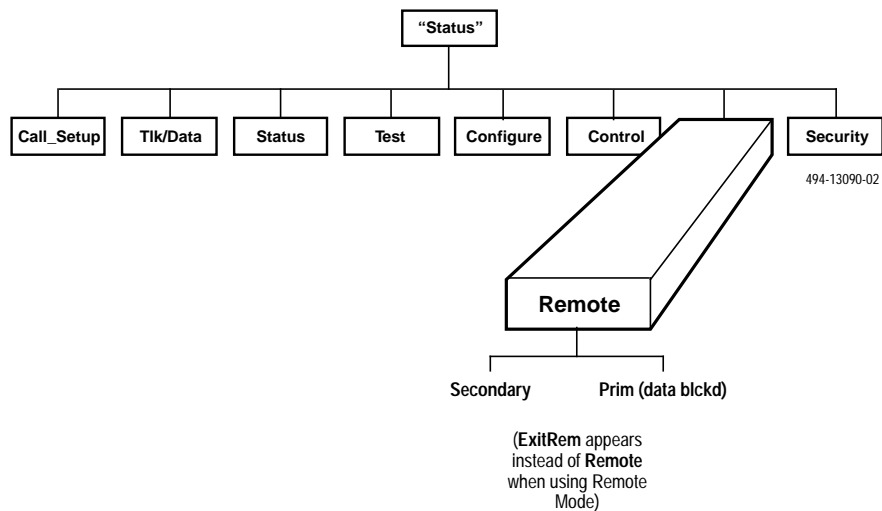 “Status”
Call_Setup
Tlk/Data
Status
Test
Configure
Control
Security
494-13090-02
Remote
Secondary
Prim (data blckd)
(ExitRem appears
instead of Remote
when using Remote
Mode)